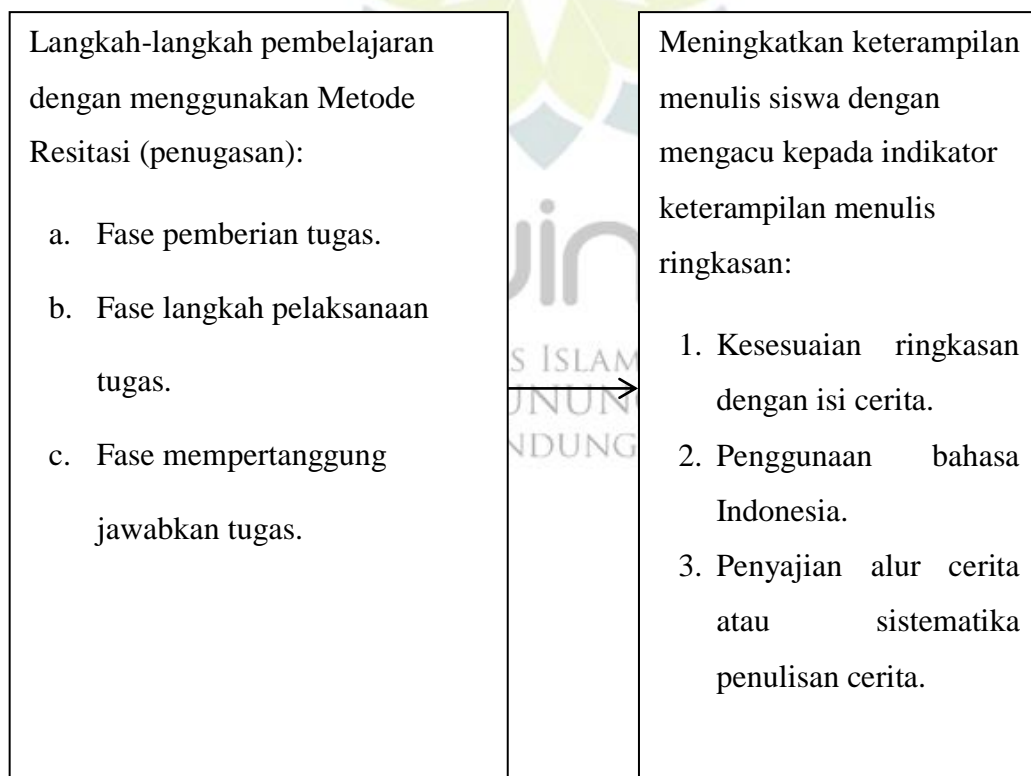 Langkah-langkah pembelajaran
dengan menggunakan Metode
Resitasi (penugasan):
a. Fase pemberian tugas.
b. Fase langkah pelaksanaan
tugas.
c. Fase mempertanggung
jawabkan tugas.
Meningkatkan keterampilan
menulis siswa dengan
mengacu kepada indikator
keterampilan menulis
ringkasan:
1. Kesesuaian ringkasan
dengan isi cerita.
2. Penggunaan bahasa
Indonesia.
3. Penyajian alur cerita
atau sistematika
penulisan cerita.